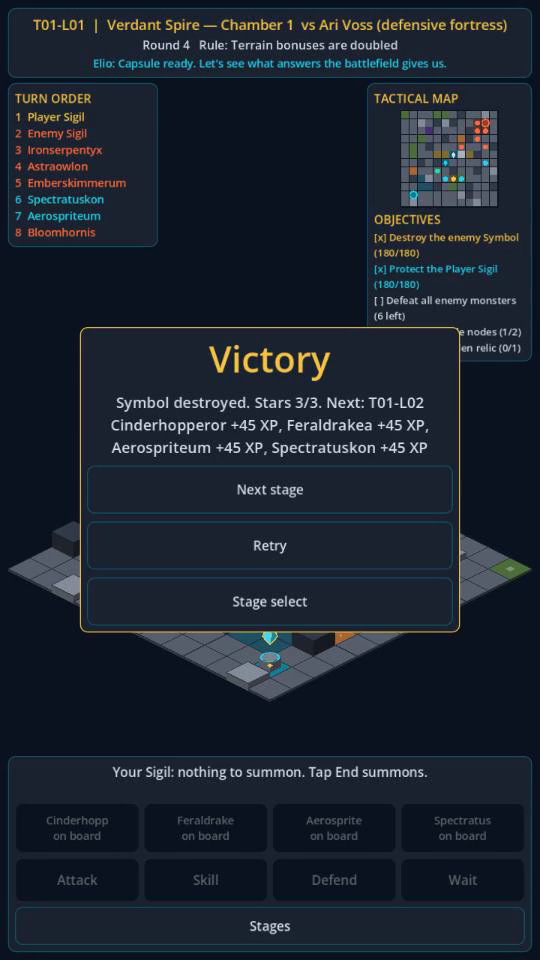 T01-L01 | Verdant Spire — Chamber 1 vs Ari Voss (defensive fortress)
Round 4 Rule: Terrain bonuses are doubled
Elio: Capsule ready. Let's see what answers the battlefield gives us.
TURN ORDER
1 Player Sigil
2 Enemy Sigil
3 Ironserpentyx
4 Astraowlon
5 Emberskimmerum
6 Spectratuskon
7 Aerospriteum
8 Bloomhornis
TACTICAL MAP
OBJECTIVES
[x] Destroy the enemy Symbol
(180/180)
[x] Protect the Player Sigil
(180/180)
[ ] Defeat all enemy monsters
(6 left)
nodes (1/2)
relic (0/1)
Victory
Symbol destroyed. Stars 3/3. Next: T01-L02
Cinderhopperor +45 XP, Feraldrakea +45 XP,
Aerospriteum +45 XP, Spectratuskon +45 XP
Next stage
Retry
Stage select
Your Sigil: nothing to summon. Tap End summons.
Cinderhopp
on board
Feraldrake
on board
Aerosprite
on board
Spectratus
on board
Attack
Skill
Defend
Wait
Stages